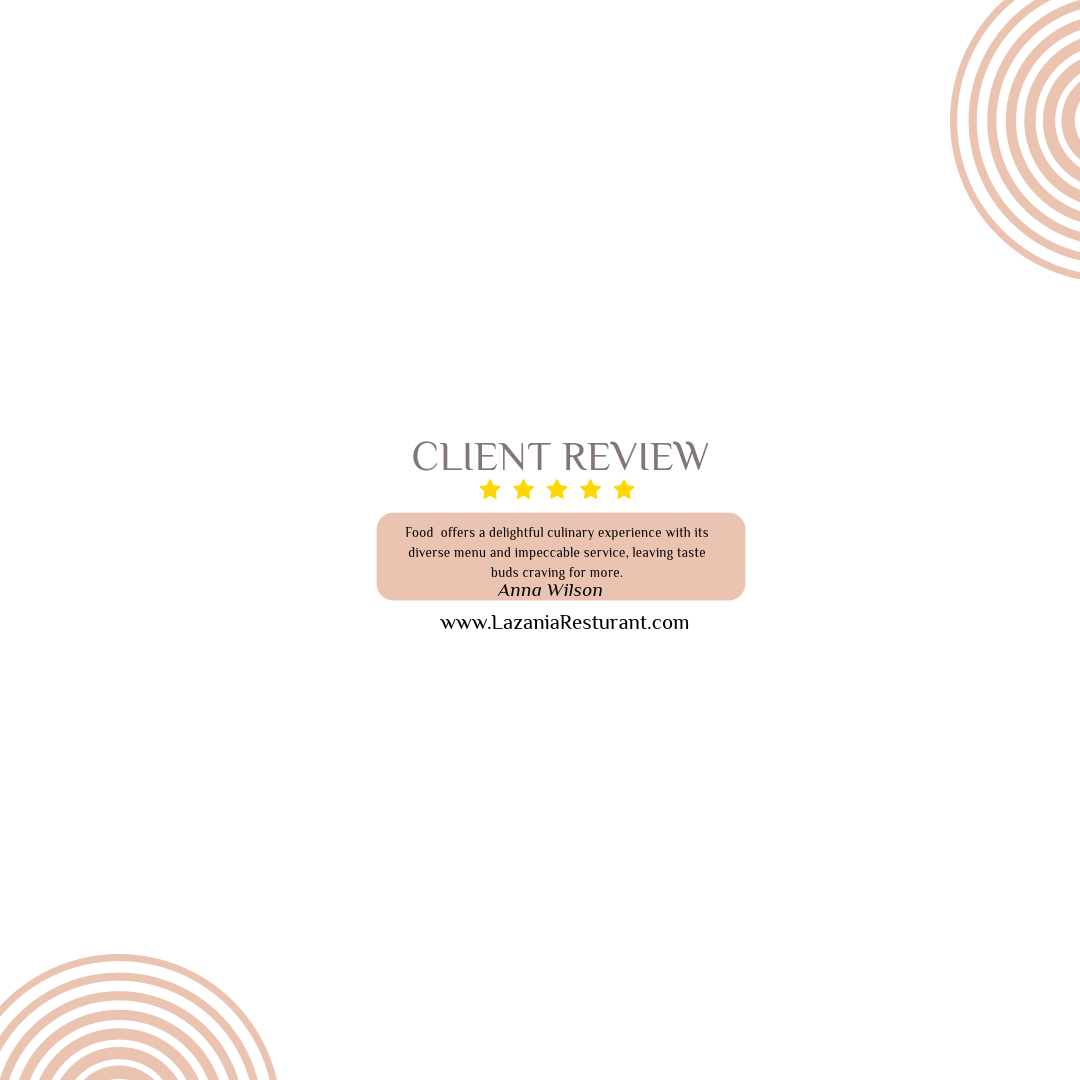 CLIENT REVIEW
Food  offers a delightful culinary experience with its
diverse menu and impeccable service, leaving taste
buds craving for more.
Anna Wilson
www.LazaniaResturant.com